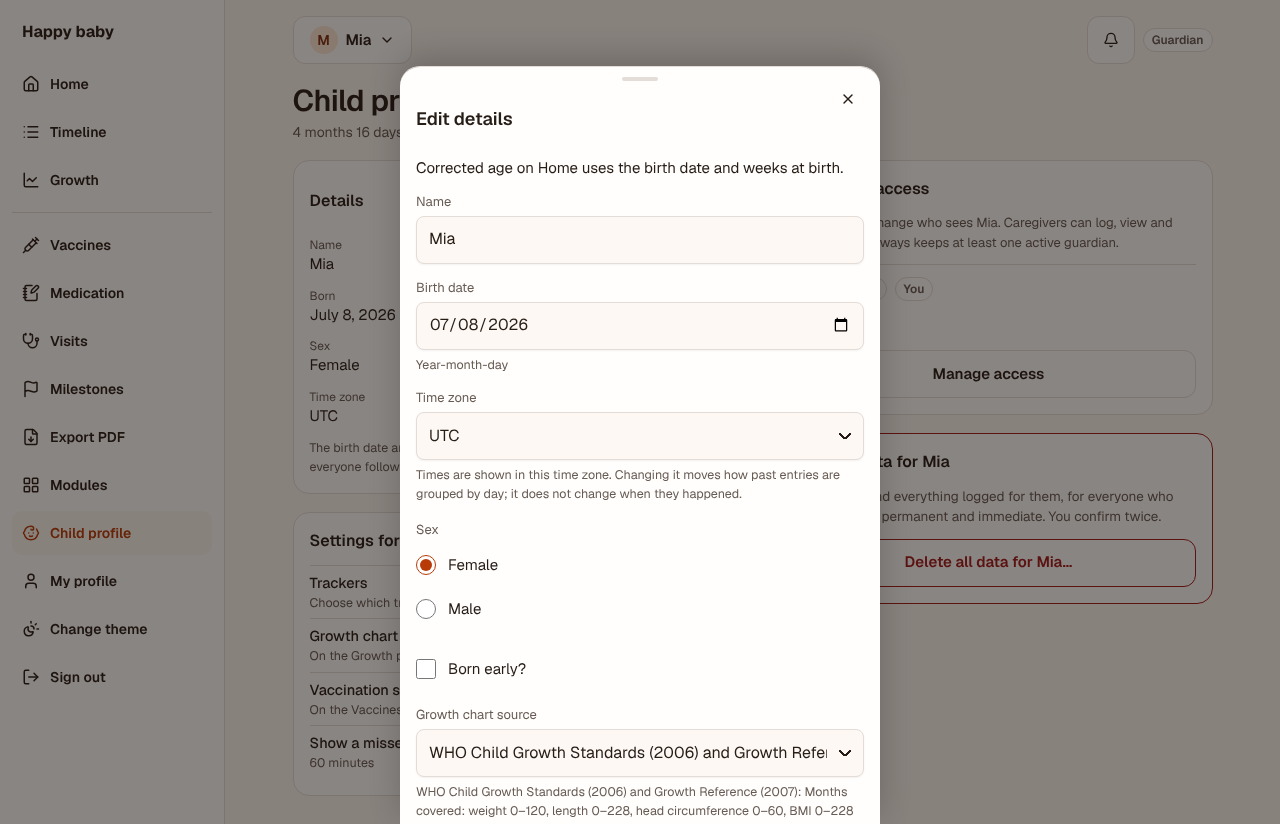 Happy baby
Home
Timeline
Growth
Vaccines
Medication
Visits
Milestones
Export PDF
Modules
Child profile
My profile
Change theme
Sign out
M Mia
Guardian
Child pr
4 months 16 days
Details
Name
Mia
Born
July 8, 2026
Sex
Female
Time zone
UTC
The birth date a
everyone follow
Settings for
Trackers
Choose which t
Growth chart
On the Growth p
Vaccination s
On the Vaccines
Show a misse
60 minutes
Edit details
Corrected age on Home uses the birth date and weeks at birth.
Name
Mia
Birth date
07/08/2026
Year-month-day
Time zone
UTC
Times are shown in this time zone. Changing it moves how past entries are
grouped by day; it does not change when they happened.
Sex
Female
Male
Born early?
Growth chart source
WHO Child Growth Standards (2006) and Growth Refer
WHO Child Growth Standards (2006) and Growth Reference (2007): Months
covered: weight 0–120, length 0–228, head circumference 0–60, BMI 0–228
access
hange who sees Mia. Caregivers can log, view and
ways keeps at least one active guardian.
You
Manage access
ta for Mia
nd everything logged for them, for everyone who
permanent and immediate. You confirm twice.
Delete all data for Mia…